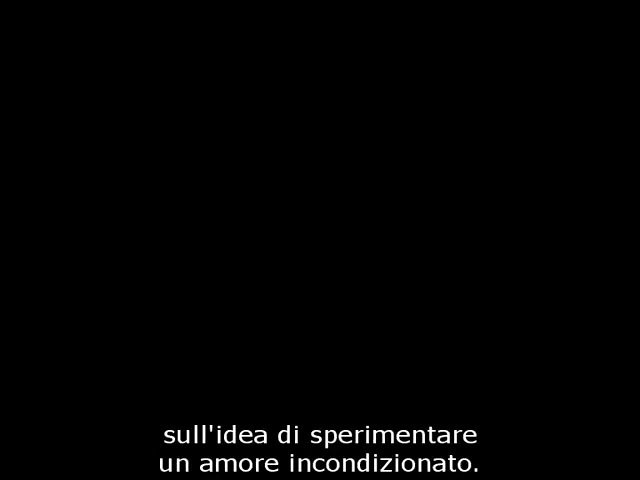 sull'idea di sperimentare
un amore incondizionato.